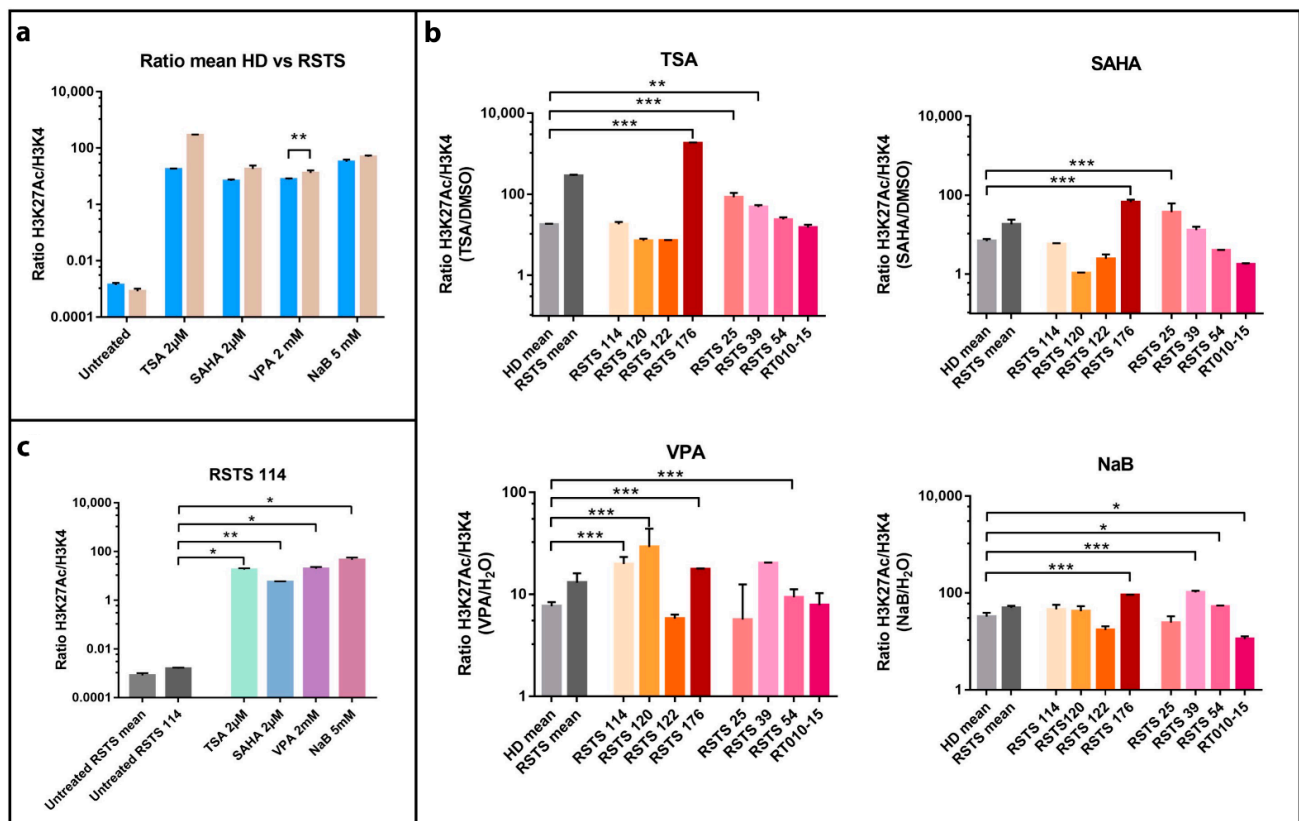 a
Ratio mean HD vs RSTS
Ratio H3K27Ac/H3K4
10,000
100
1
0.01
0.0001
**
Untreated
TSA 2µM
SAHA 2µM
VPA 2 mM
NaB 5 mM
b
TSA
Ratio H3K27Ac/H3K4
(TSA/DMSO)
10,000
100
1
**
***
***
HD mean
RSTS mean
RSTS 114
RSTS 120
RSTS 122
RSTS 176
RSTS 25
RSTS 39
RSTS 54
RT010-15
SAHA
Ratio H3K27Ac/H3K4
(SAHA/DMSO)
10,000
100
1
***
***
HD mean
RSTS mean
RSTS 114
RSTS 120
RSTS 122
RSTS 176
RSTS 25
RSTS 39
RSTS 54
RT010-15
VPA
Ratio H3K27Ac/H3K4
(VPA/H₂O)
100
10
1
***
***
***
***
HD mean
RSTS mean
RSTS 114
RSTS 120
RSTS 122
RSTS 176
RSTS 25
RSTS 39
RSTS 54
RT010-15
NaB
Ratio H3K27Ac/H3K4
(NaB/H₂O)
10,000
100
1
*
*
***
***
HD mean
RSTS mean
RSTS 114
RSTS120
RSTS 122
RSTS 176
RSTS 25
RSTS 39
RSTS 54
RT010-15
c
RSTS 114
Ratio H3K27Ac/H3K4
10,000
100
1
0.01
0.0001
*
*
**
*
Untreated RSTS mean
Untreated RSTS 114
TSA 2µM
SAHA 2µM
VPA 2mM
NaB 5mM